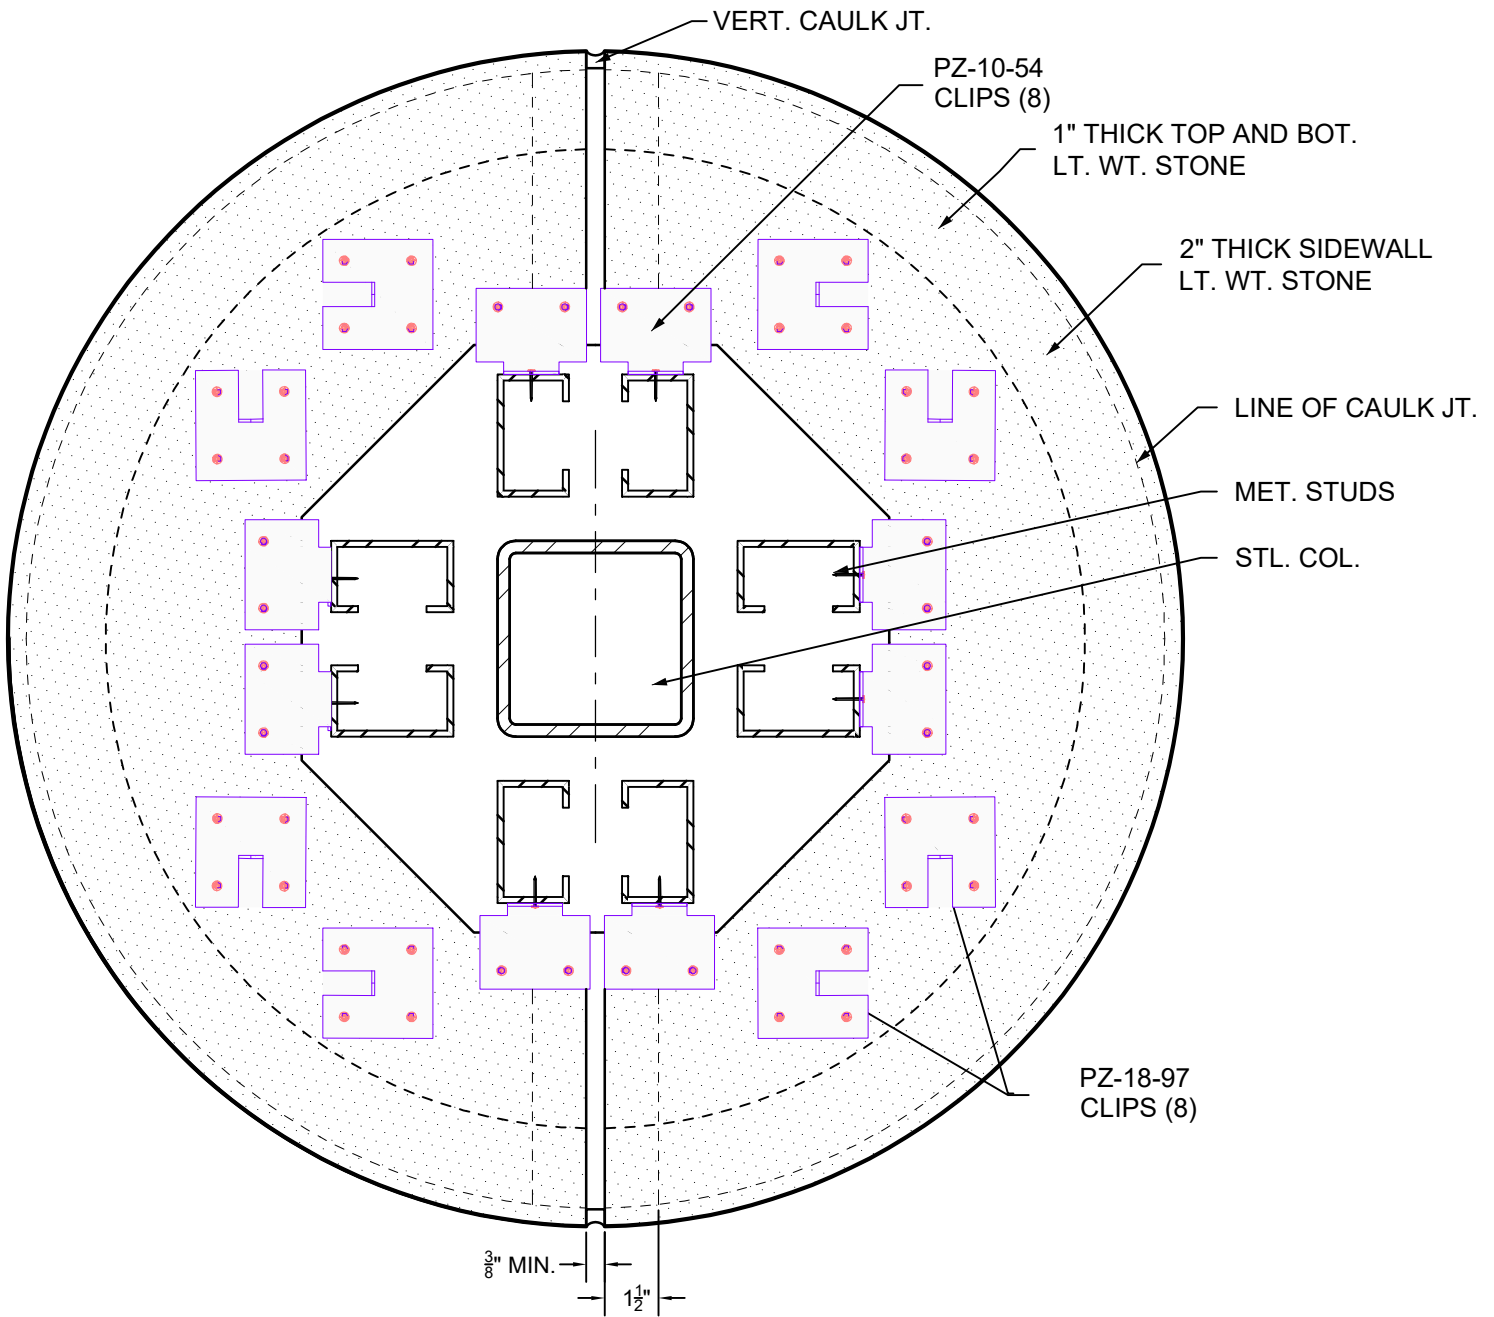 VERT. CAULK JT.
PZ-10-54
CLIPS (8)
1" THICK TOP AND BOT.
LT. WT. STONE
2" THICK SIDEWALL
LT. WT. STONE
LINE OF CAULK JT.
MET. STUDS
STL. COL.
PZ-18-97
CLIPS (8)
3/8" MIN.
1 1/2"